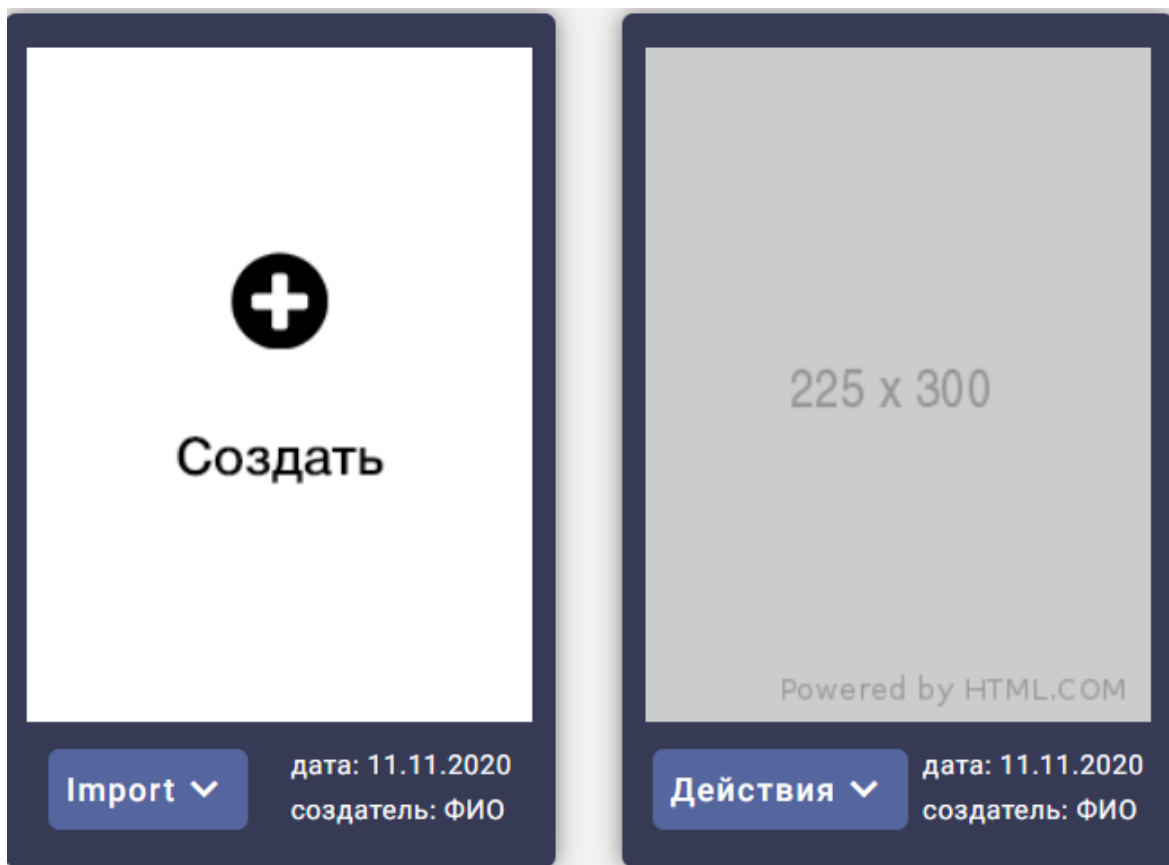 Создать
Import
дата: 11.11.2020
создатель: ФИО
225 x 300
Powered by HTML.COM
Действия
дата: 11.11.2020
создатель: ФИО